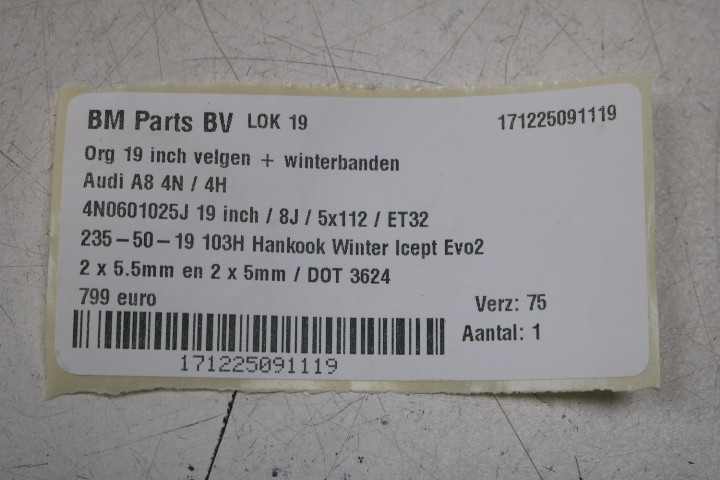 BM Parts BV LOK 19 171225091119
Org 19 inch velgen + winterbanden
Audi A8 4N / 4H
4N0601025J 19 inch / 8J / 5x112 / ET32
235-50-19 103H Hankook Winter Icept Evo2
2 x 5.5mm en 2 x 5mm / DOT 3624
799 euro Verz: 75
Aantal: 1
171225091119